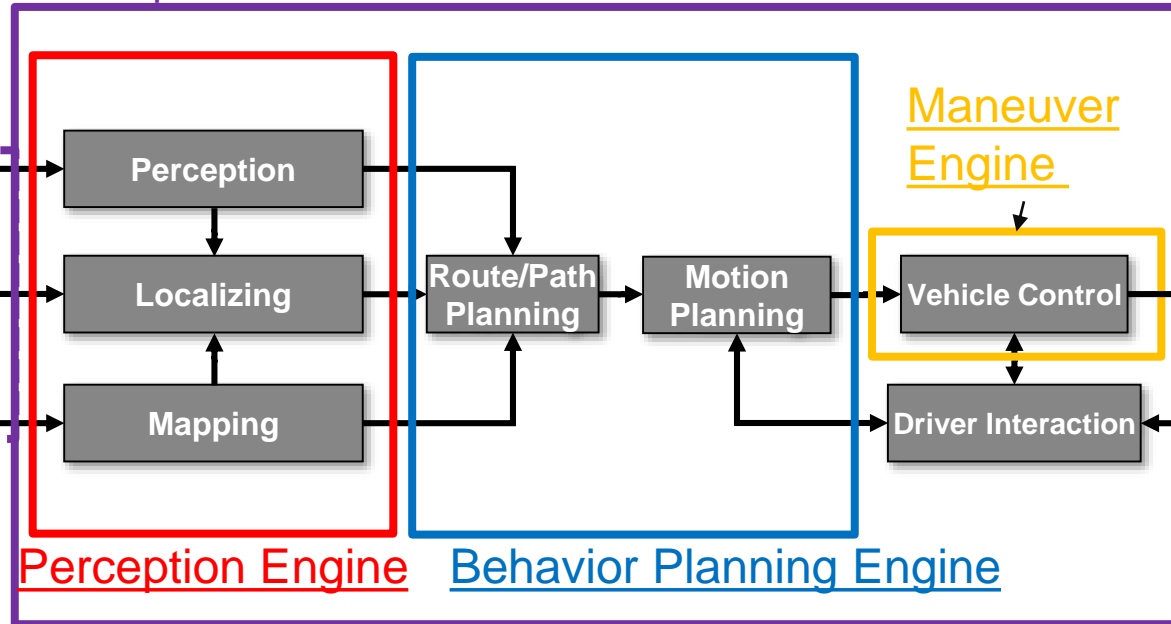 Maneuver
Engine
Perception
Localizing
Mapping
Route/Path
Planning
Motion
Planning
Vehicle Control
Driver Interaction
Perception Engine
Behavior Planning Engine